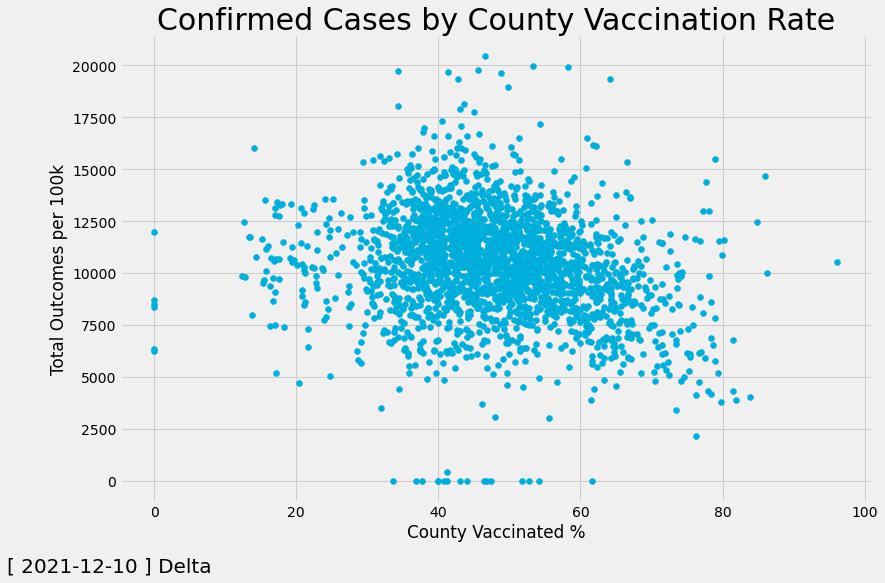 Confirmed Cases by County Vaccination Rate
Total Outcomes per 100k
20000
17500
15000
12500
10000
7500
5000
2500
0
0 20 40 60 80 100
County Vaccinated %
[ 2021-12-10 ] Delta